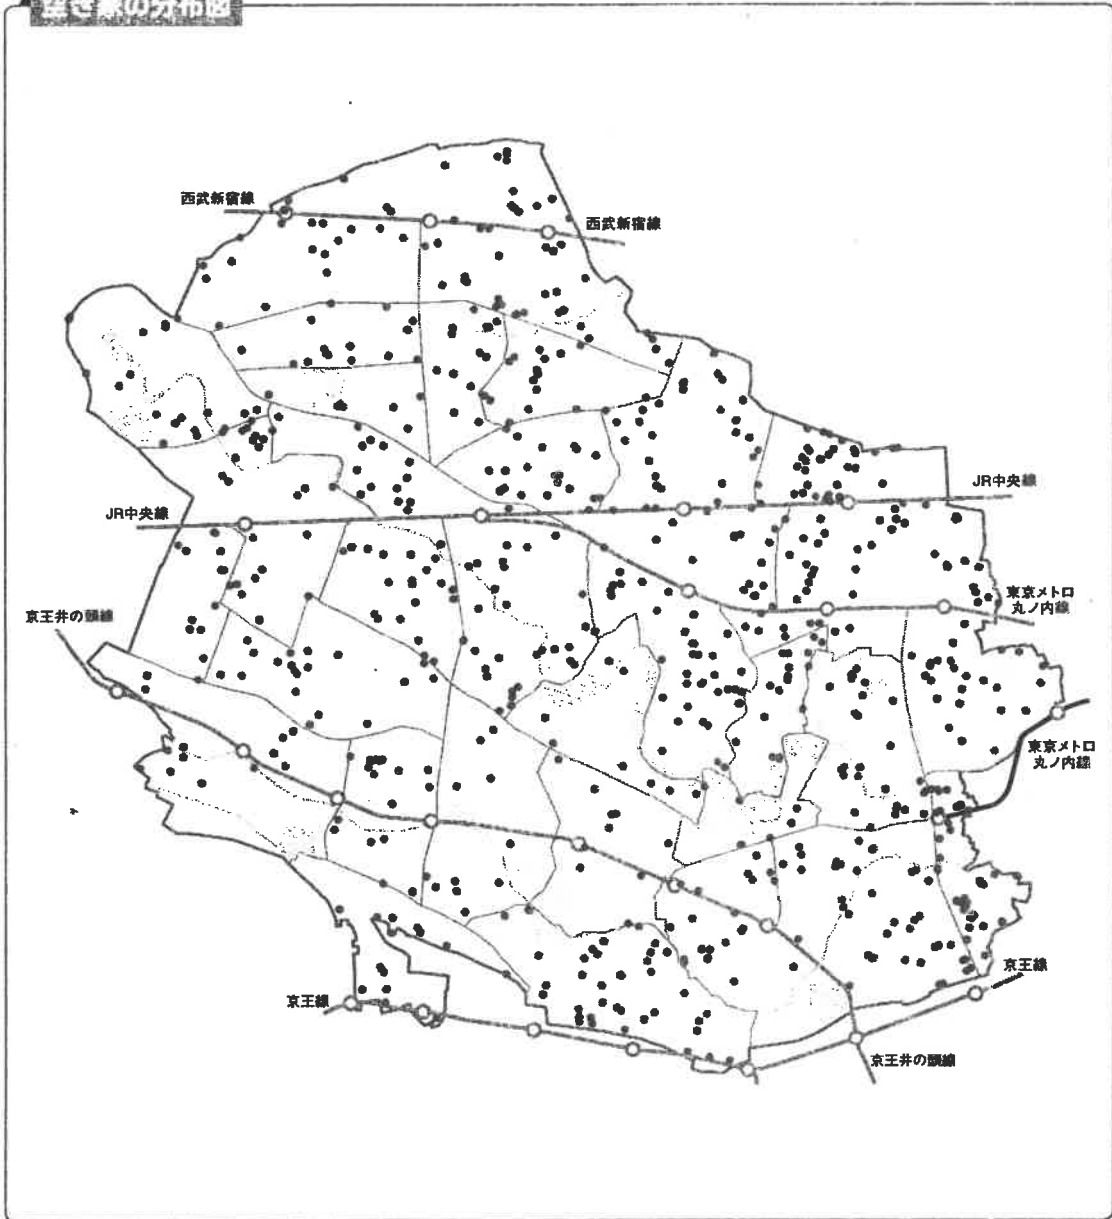 空き家の分布図
西武新宿線
西武新宿線
JR中央線
JR中央線
京王井の頭線
東京メトロ
丸ノ内線
東京メトロ
丸ノ内線
京王線
京王線
京王井の頭線